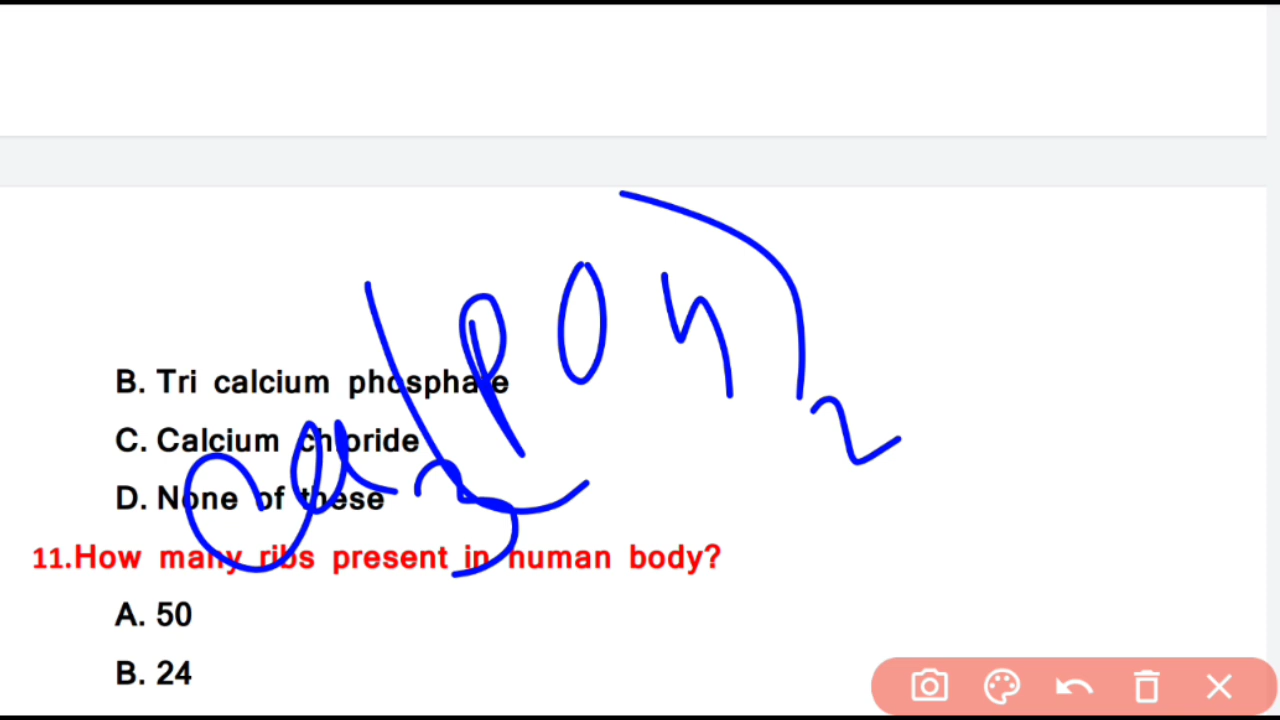 B. Tri calcium phosphate
C. Calcium chloride
D. None of these
Ca3(PO4)2
11.How many ribs present in human body?
A. 50
B. 24